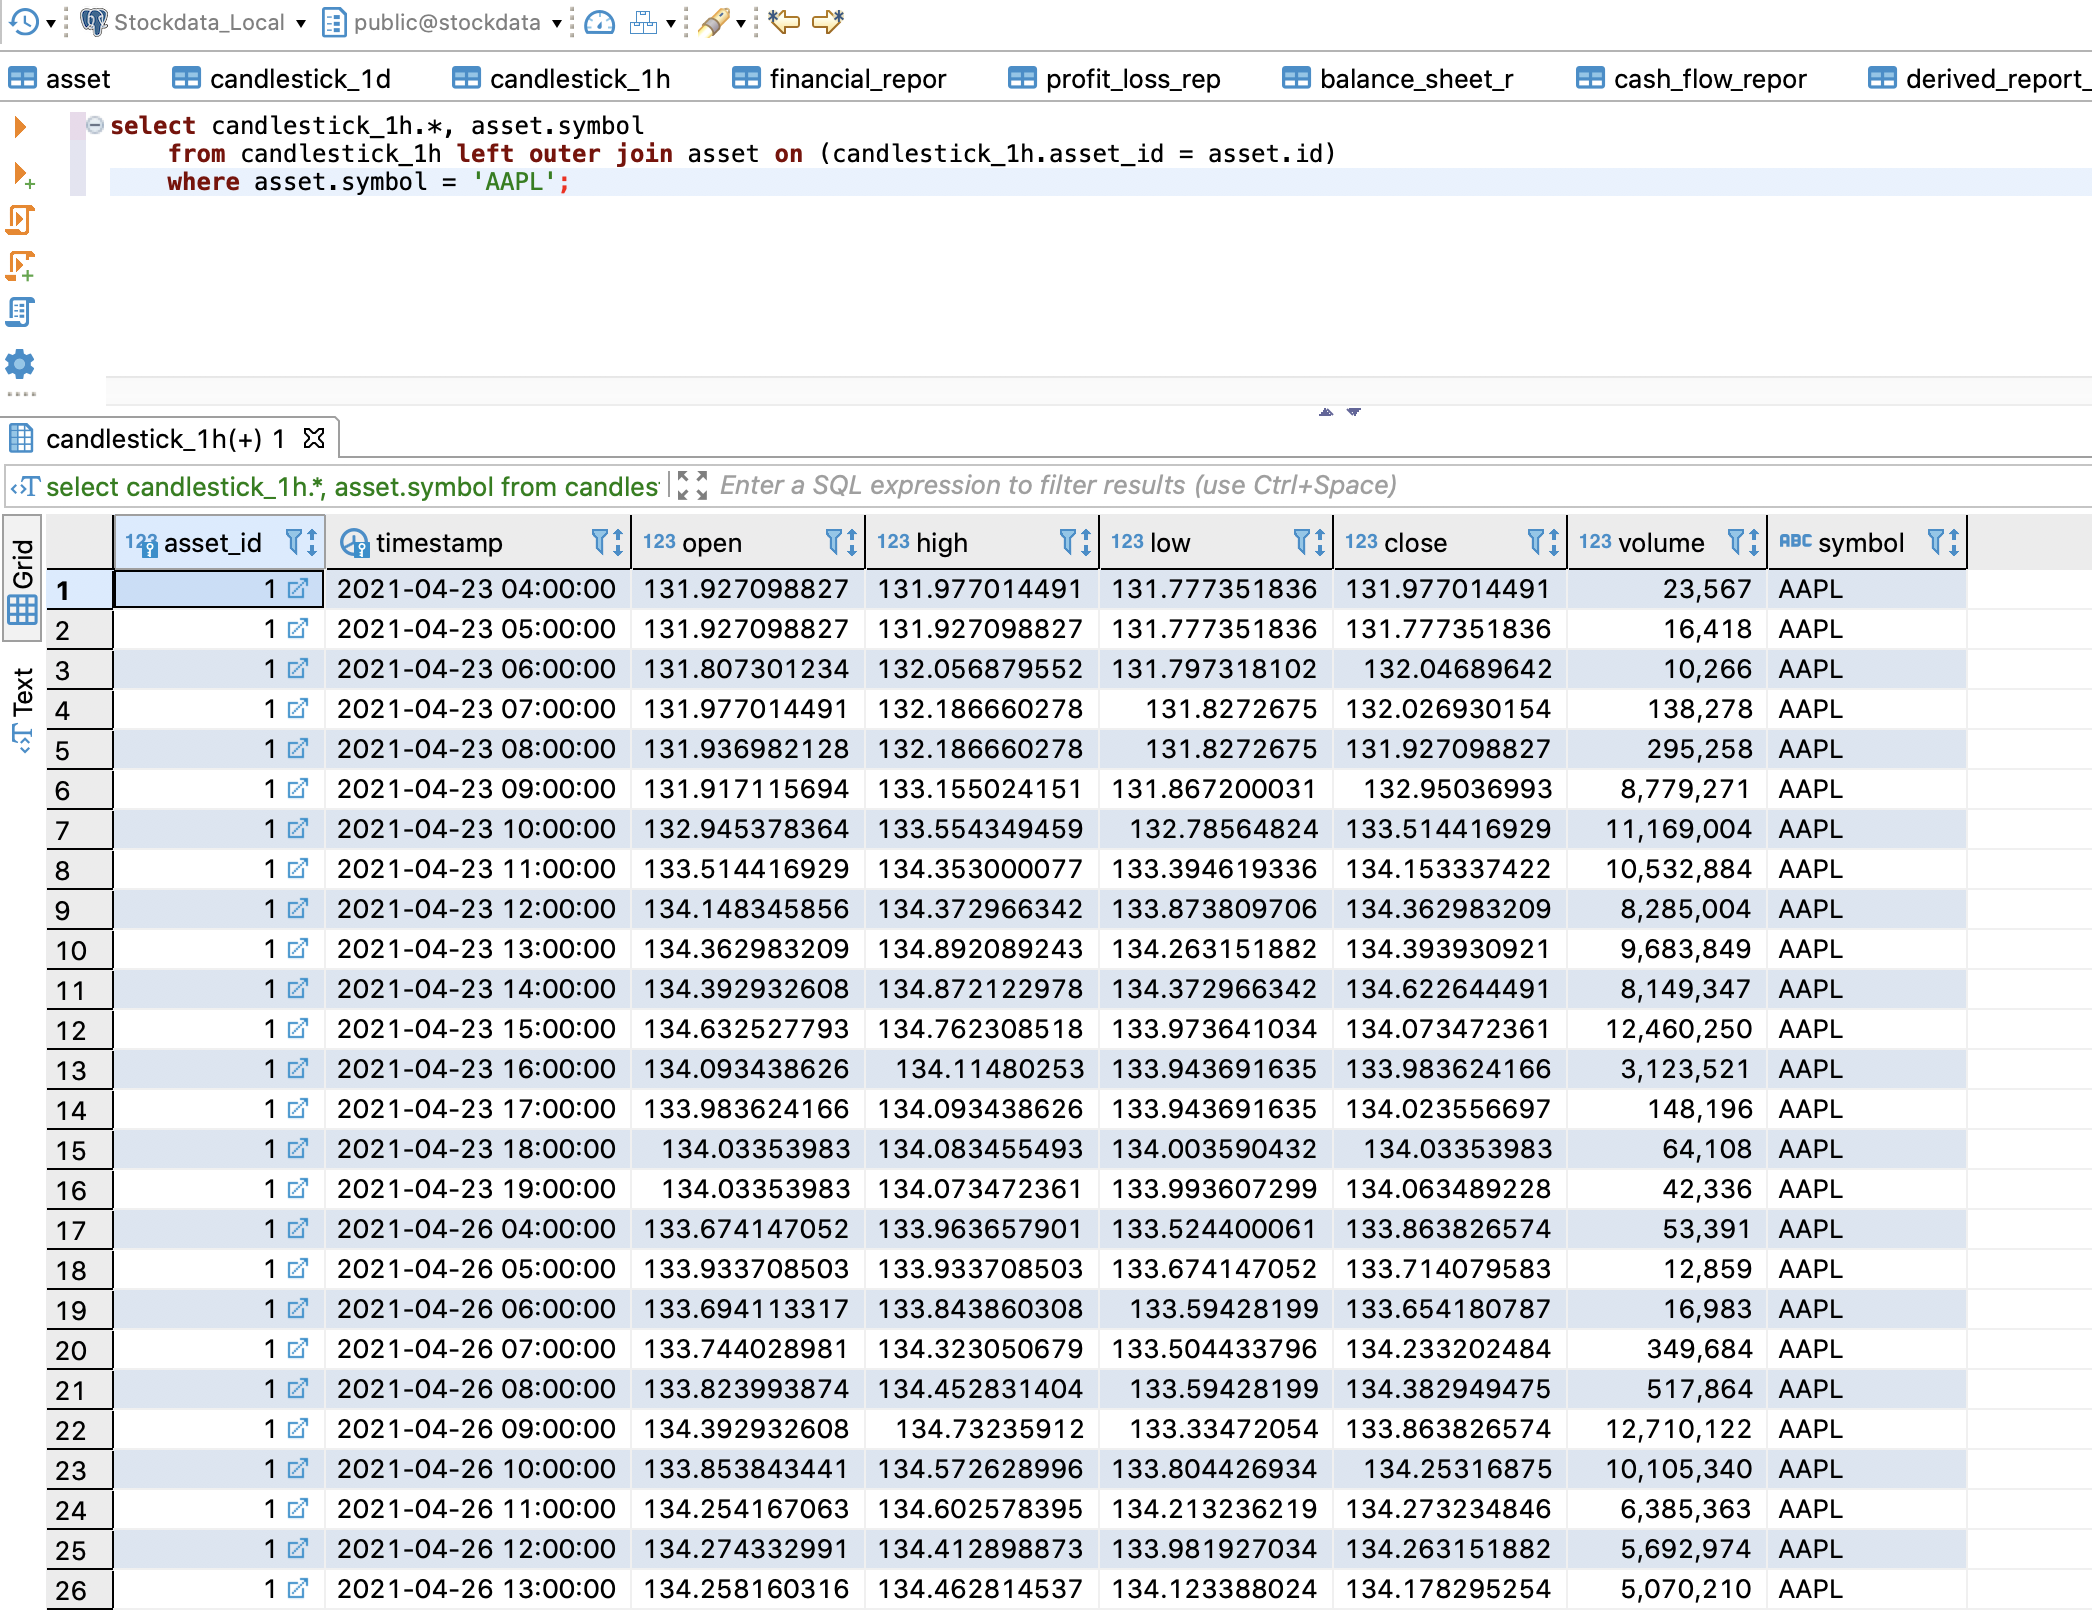 Stockdata_Local public@stockdata
asset candlestick_1d candlestick_1h financial_repor profit_loss_rep balance_sheet_r cash_flow_repor derived_report_
select candlestick_1h.*, asset.symbol
from candlestick_1h left outer join asset on (candlestick_1h.asset_id = asset.id)
where asset.symbol = 'AAPL';
candlestick_1h(+) 1
select candlestick_1h.*, asset.symbol from candles Enter a SQL expression to filter results (use Ctrl+Space)
Grid
Text
123 asset_id timestamp 123 open 123 high 123 low 123 close 123 volume ABC symbol
1 1 2021-04-23 04:00:00 131.927098827 131.977014491 131.777351836 131.977014491 23,567 AAPL
2 1 2021-04-23 05:00:00 131.927098827 131.927098827 131.777351836 131.777351836 16,418 AAPL
3 1 2021-04-23 06:00:00 131.807301234 132.056879552 131.797318102 132.04689642 10,266 AAPL
4 1 2021-04-23 07:00:00 131.977014491 132.186660278 131.8272675 132.026930154 138,278 AAPL
5 1 2021-04-23 08:00:00 131.936982128 132.186660278 131.8272675 131.927098827 295,258 AAPL
6 1 2021-04-23 09:00:00 131.917115694 133.155024151 131.867200031 132.95036993 8,779,271 AAPL
7 1 2021-04-23 10:00:00 132.945378364 133.554349459 132.78564824 133.514416929 11,169,004 AAPL
8 1 2021-04-23 11:00:00 133.514416929 134.353000077 133.394619336 134.153337422 10,532,884 AAPL
9 1 2021-04-23 12:00:00 134.148345856 134.372966342 133.873809706 134.362983209 8,285,004 AAPL
10 1 2021-04-23 13:00:00 134.362983209 134.892089243 134.263151882 134.393930921 9,683,849 AAPL
11 1 2021-04-23 14:00:00 134.392932608 134.872122978 134.372966342 134.622644491 8,149,347 AAPL
12 1 2021-04-23 15:00:00 134.632527793 134.762308518 133.973641034 134.073472361 12,460,250 AAPL
13 1 2021-04-23 16:00:00 134.093438626 134.11480253 133.943691635 133.983624166 3,123,521 AAPL
14 1 2021-04-23 17:00:00 133.983624166 134.093438626 133.943691635 134.023556697 148,196 AAPL
15 1 2021-04-23 18:00:00 134.03353983 134.083455493 134.003590432 134.03353983 64,108 AAPL
16 1 2021-04-23 19:00:00 134.03353983 134.073472361 133.993607299 134.063489228 42,336 AAPL
17 1 2021-04-26 04:00:00 133.674147052 133.963657901 133.524400061 133.863826574 53,391 AAPL
18 1 2021-04-26 05:00:00 133.933708503 133.933708503 133.674147052 133.714079583 12,859 AAPL
19 1 2021-04-26 06:00:00 133.694113317 133.843860308 133.59428199 133.654180787 16,983 AAPL
20 1 2021-04-26 07:00:00 133.744028981 134.323050679 133.504433796 134.233202484 349,684 AAPL
21 1 2021-04-26 08:00:00 133.823993874 134.452831404 133.59428199 134.382949475 517,864 AAPL
22 1 2021-04-26 09:00:00 134.392932608 134.73235912 133.33472054 133.863826574 12,710,122 AAPL
23 1 2021-04-26 10:00:00 133.853843441 134.572628996 133.804426934 134.25316875 10,105,340 AAPL
24 1 2021-04-26 11:00:00 134.254167063 134.602578395 134.213236219 134.273234846 6,385,363 AAPL
25 1 2021-04-26 12:00:00 134.274332991 134.412898873 133.981927034 134.263151882 5,692,974 AAPL
26 1 2021-04-26 13:00:00 134.258160316 134.462814537 134.123388024 134.178295254 5,070,210 AAPL